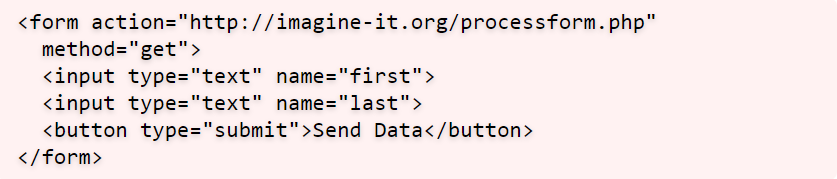 <form action="http://imagine-it.org/processform.php"
method="get">
<input type="text" name="first">
<input type="text" name="last">
<button type="submit">Send Data</button>
</form>